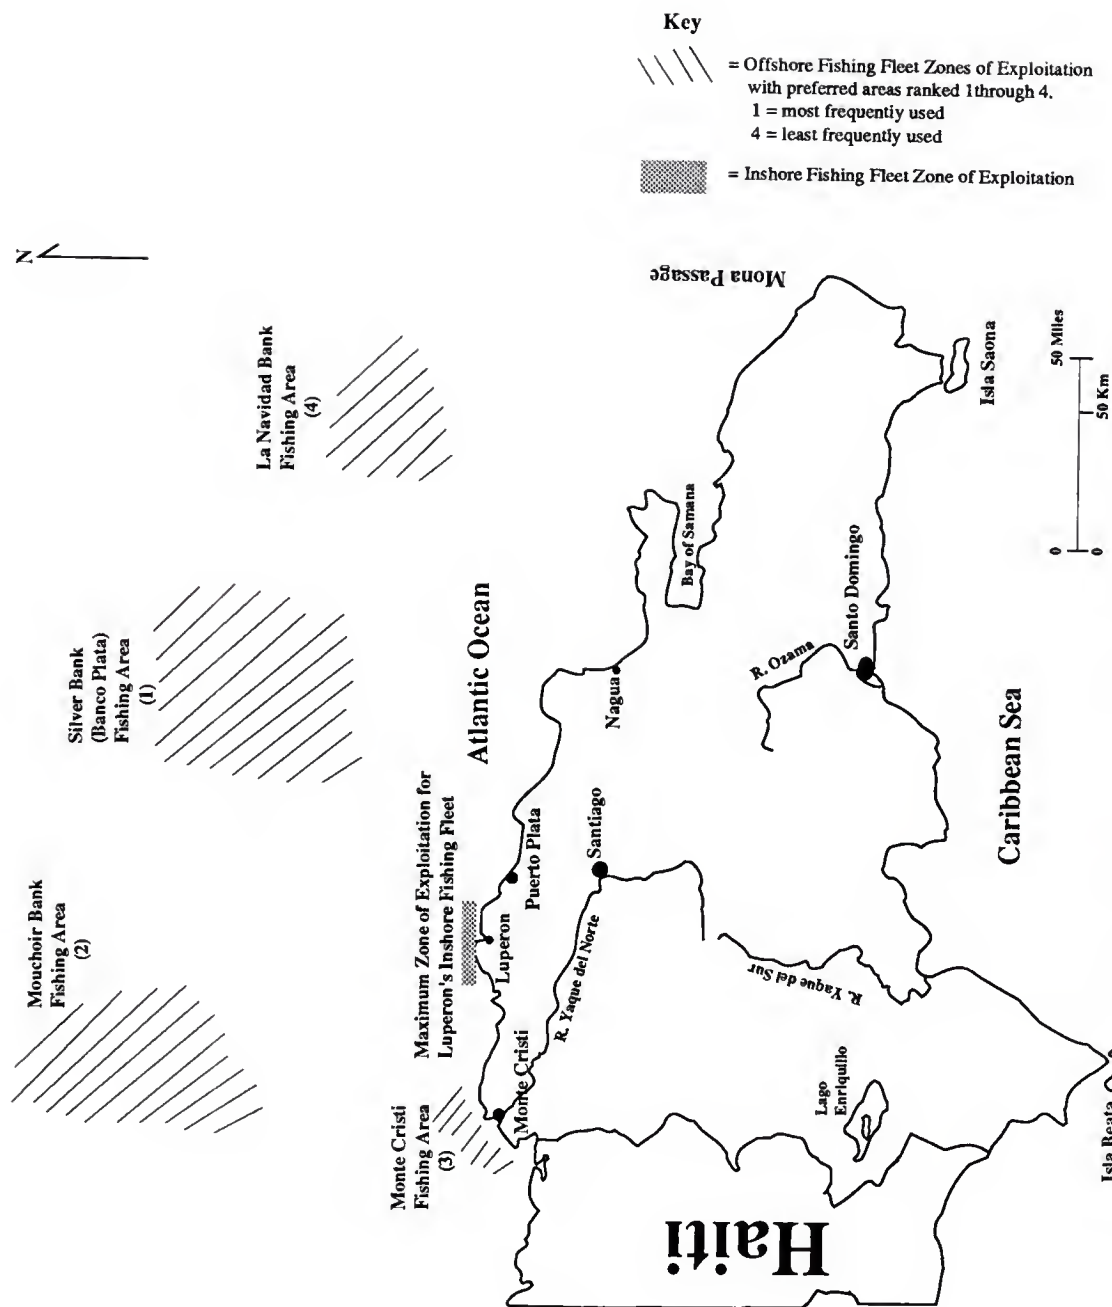 Key
= Offshore Fishing Fleet Zones of Exploitation
with preferred areas ranked 1through 4.
1 = most frequently used
4 = least frequently used
= Inshore Fishing Fleet Zone of Exploitation
N
Mouchoir Bank
Fishing Area
(2)
Silver Bank
(Banco Plata)
Fishing Area
(1)
La Navidad Bank
Fishing Area
(4)
Monte Cristi
Fishing Area
(3)
Maximum Zone of Exploitation for
Luperon's Inshore Fishing Fleet
Atlantic Ocean
Monte Cristi
Luperon
Puerto Plata
Santiago
R. Yaque del Norte
Nagua
Bay of Samana
Mona Passage
R. Ozama
Santo Domingo
R. Yaque del Sur
Lago
Enriquillo
Haiti
Caribbean Sea
Isla Saona
Isla Beata
0 50 Miles
0 50 Km